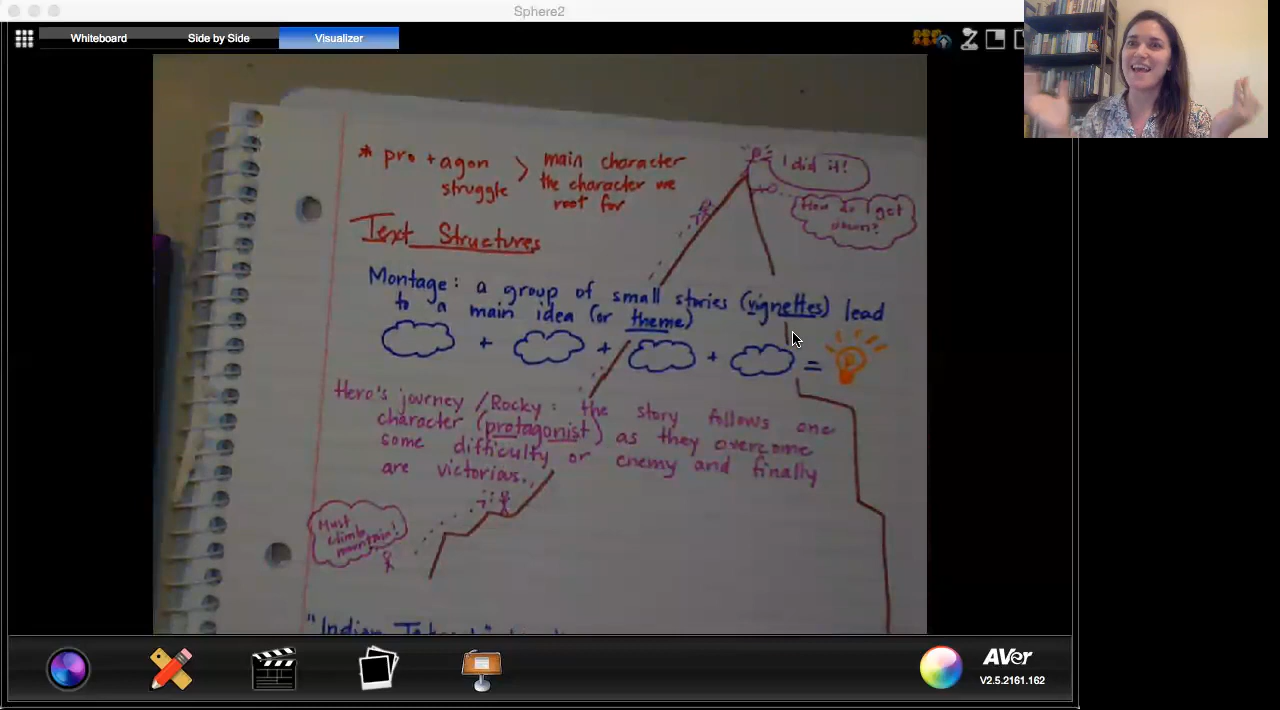 Sphere2
Whiteboard
Side by Side
Visualizer
* pro + agon > main character
struggle
the character we
root for
I did it!
How do I get
down?
Text Structures
Montage: a group of small stories (vignettes) lead
to a main idea (or theme)
+ + + =
Hero's journey / Rocky: the story follows one
character (protagonist) as they overcome
some difficulty or enemy and finally
are victorious.
Must
climb
mountain!
"Indian
AVer
V2.5.2161.162